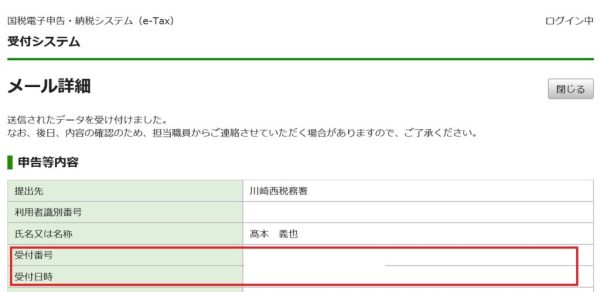 国税電子申告・納税システム（e-Tax） ログイン中
受付システム
メール詳細 閉じる
送信されたデータを受け付けました。
なお、後日、内容の確認のため、担当職員からご連絡させていただく場合がありますので、ご了承ください。
申告等内容
提出先 川崎西税務署
利用者識別番号
氏名又は名称 髙本　義也
受付番号
受付日時